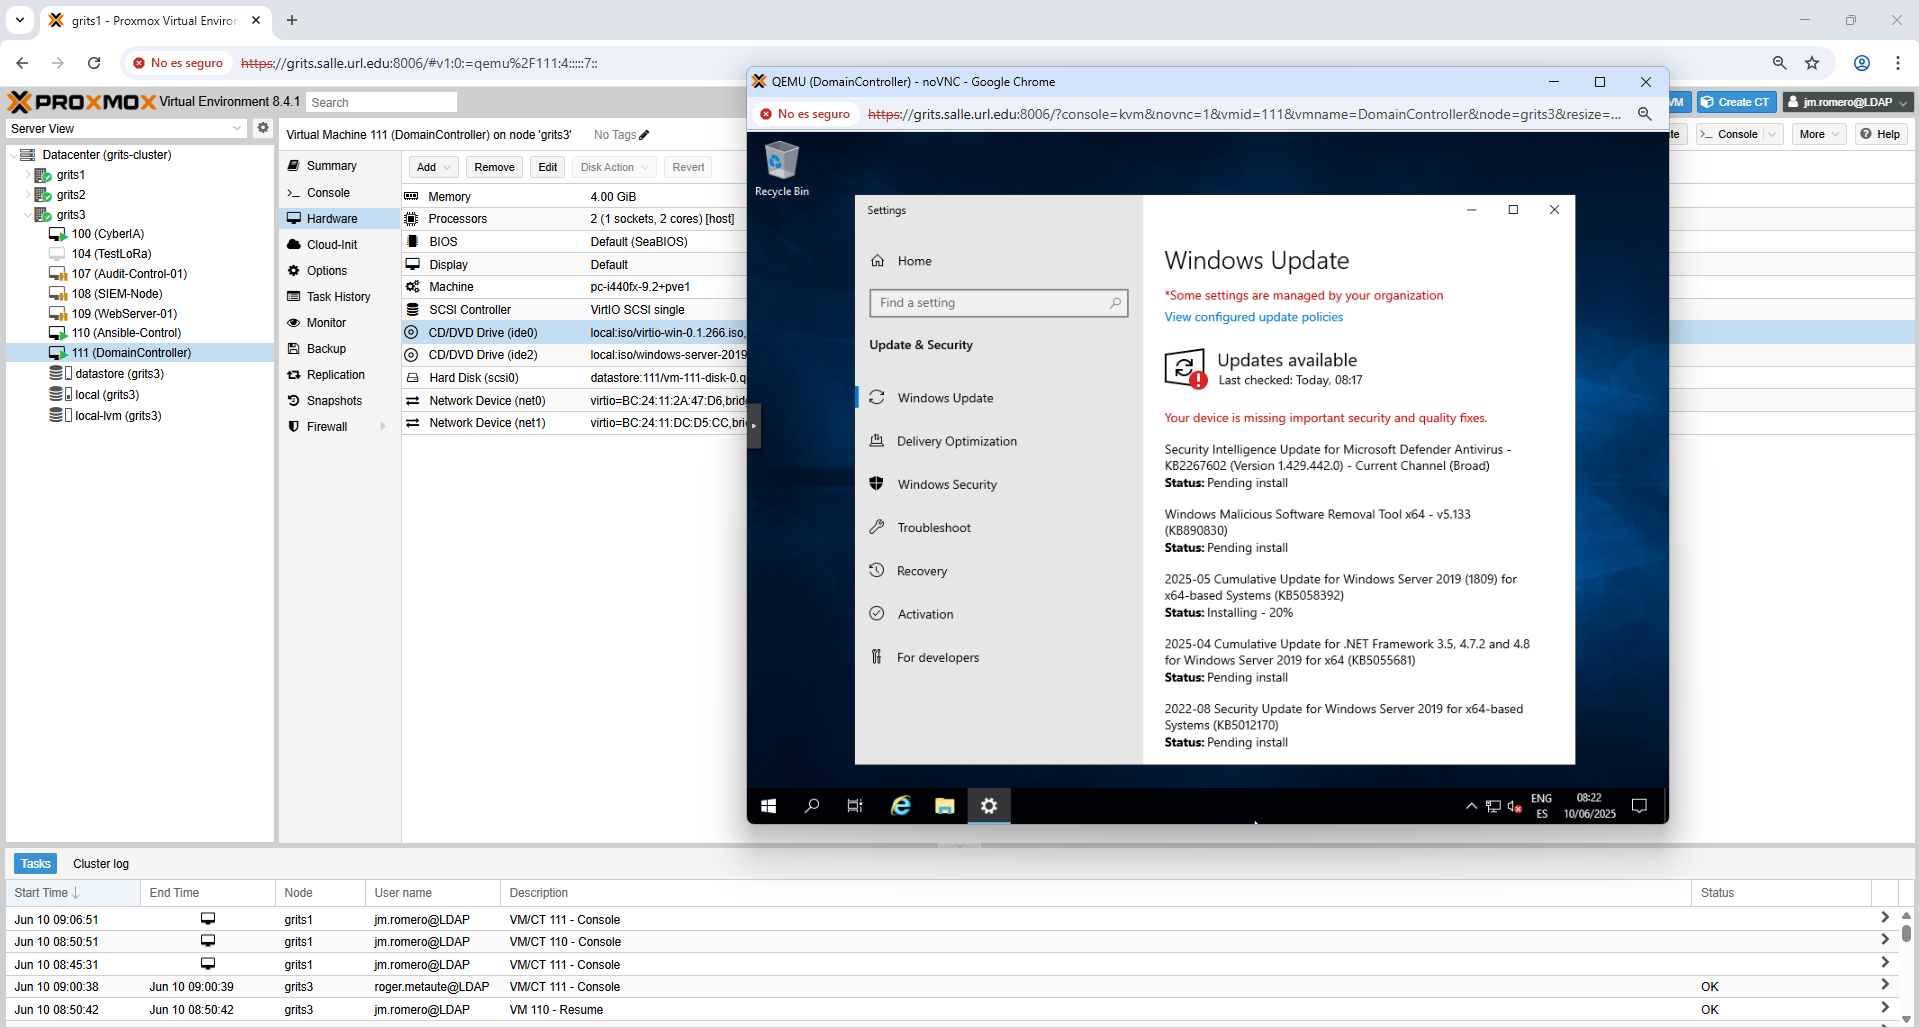 grits1 - Proxmox Virtual Environ
No es seguro
https://grits.salle.url.edu:8006/#v1:0:=qemu%2F111:4:::::7::
PROXMOX Virtual Environment 8.4.1
Search
Create CT
jm.romero@LDAP
Server View
Virtual Machine 111 (DomainController) on node 'grits3'
No Tags
Console
More
Help
Datacenter (grits-cluster)
grits1
grits2
grits3
100 (CyberIA)
104 (TestLoRa)
107 (Audit-Control-01)
108 (SIEM-Node)
109 (WebServer-01)
110 (Ansible-Control)
111 (DomainController)
datastore (grits3)
local (grits3)
local-lvm (grits3)
Summary
Console
Hardware
Cloud-Init
Options
Task History
Monitor
Backup
Replication
Snapshots
Firewall
Add
Remove
Edit
Disk Action
Revert
Memory 4.00 GiB
Processors 2 (1 sockets, 2 cores) [host]
BIOS Default (SeaBIOS)
Display Default
Machine pc-i440fx-9.2+pve1
SCSI Controller VirtIO SCSI single
CD/DVD Drive (ide0) local:iso/virtio-win-0.1.266.iso,
CD/DVD Drive (ide2) local:iso/windows-server-2019
Hard Disk (scsi0) datastore:111/vm-111-disk-0.q
Network Device (net0) virtio=BC:24:11:2A:47:D6,brid
Network Device (net1) virtio=BC:24:11:DC:D5:CC,bri
QEMU (DomainController) - noVNC - Google Chrome
No es seguro
https://grits.salle.url.edu:8006/?console=kvm&novnc=1&vmid=111&vmname=DomainController&node=grits3&resize=...
Recycle Bin
Settings
Home
Find a setting
Update & Security
Windows Update
Delivery Optimization
Windows Security
Troubleshoot
Recovery
Activation
For developers
Windows Update
*Some settings are managed by your organization
View configured update policies
Updates available
Last checked: Today, 08:17
Your device is missing important security and quality fixes.
Security Intelligence Update for Microsoft Defender Antivirus -
KB2267602 (Version 1.429.442.0) - Current Channel (Broad)
Status: Pending install
Windows Malicious Software Removal Tool x64 - v5.133
(KB890830)
Status: Pending install
2025-05 Cumulative Update for Windows Server 2019 (1809) for
x64-based Systems (KB5058392)
Status: Installing - 20%
2025-04 Cumulative Update for .NET Framework 3.5, 4.7.2 and 4.8
for Windows Server 2019 for x64 (KB5055681)
Status: Pending install
2022-08 Security Update for Windows Server 2019 for x64-based
Systems (KB5012170)
Status: Pending install
ENG
ES
08:22
10/06/2025
Tasks
Cluster log
Start Time End Time Node User name Description Status
Jun 10 09:06:51 grits1 jm.romero@LDAP VM/CT 111 - Console
Jun 10 08:50:51 grits1 jm.romero@LDAP VM/CT 110 - Console
Jun 10 08:45:31 grits1 jm.romero@LDAP VM/CT 111 - Console
Jun 10 09:00:38 Jun 10 09:00:39 grits3 roger.metaute@LDAP VM/CT 111 - Console OK
Jun 10 08:50:42 Jun 10 08:50:42 grits3 jm.romero@LDAP VM 110 - Resume OK